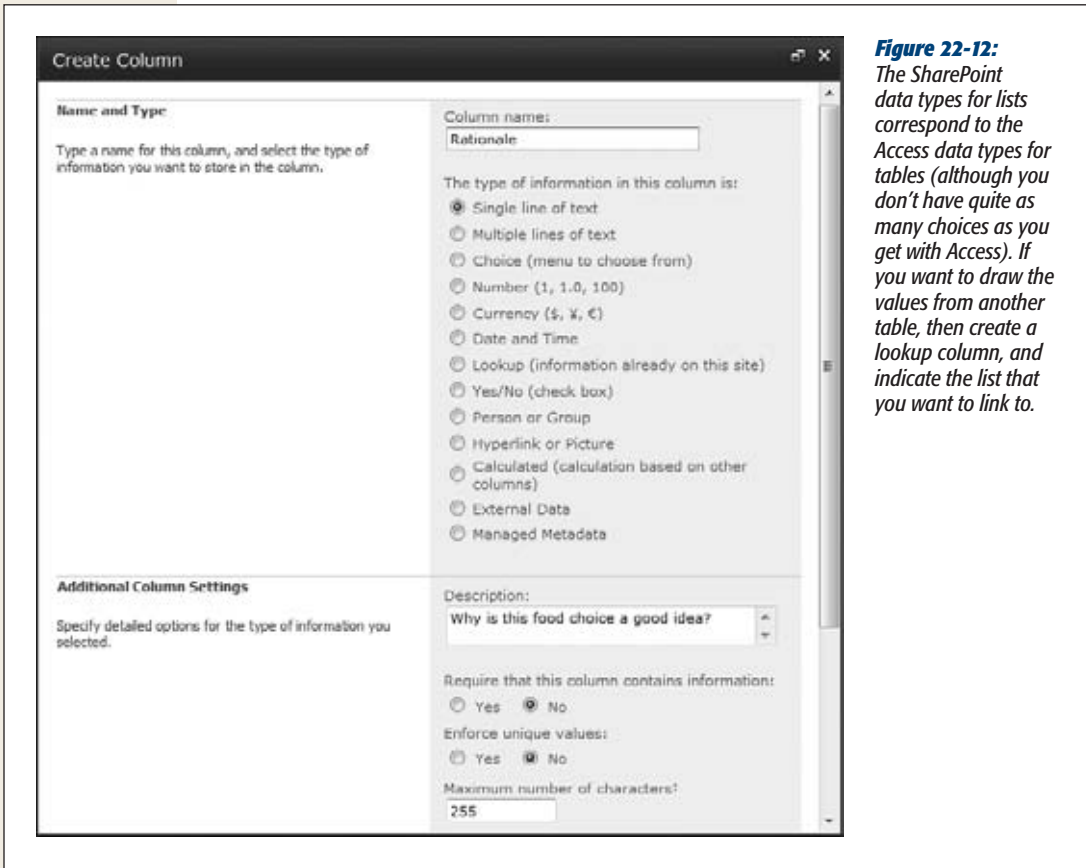 Create Column
Name and Type
Type a name for this column, and select the type of
information you want to store in the column.
Column name:
Rationale
The type of information in this column is:
Single line of text
Multiple lines of text
Choice (menu to choose from)
Number (1, 1.0, 100)
Currency ($, ¥, €)
Date and Time
Lookup (information already on this site)
Yes/No (check box)
Person or Group
Hyperlink or Picture
Calculated (calculation based on other
columns)
External Data
Managed Metadata
Additional Column Settings
Specify detailed options for the type of information you
selected.
Description:
Why is this food choice a good idea?
Require that this column contains information:
Yes No
Enforce unique values:
Yes No
Maximum number of characters:
255
Figure 22-12:
The SharePoint
data types for lists
correspond to the
Access data types for
tables (although you
don't have quite as
many choices as you
get with Access). If
you want to draw the
values from another
table, then create a
lookup column, and
indicate the list that
you want to link to.